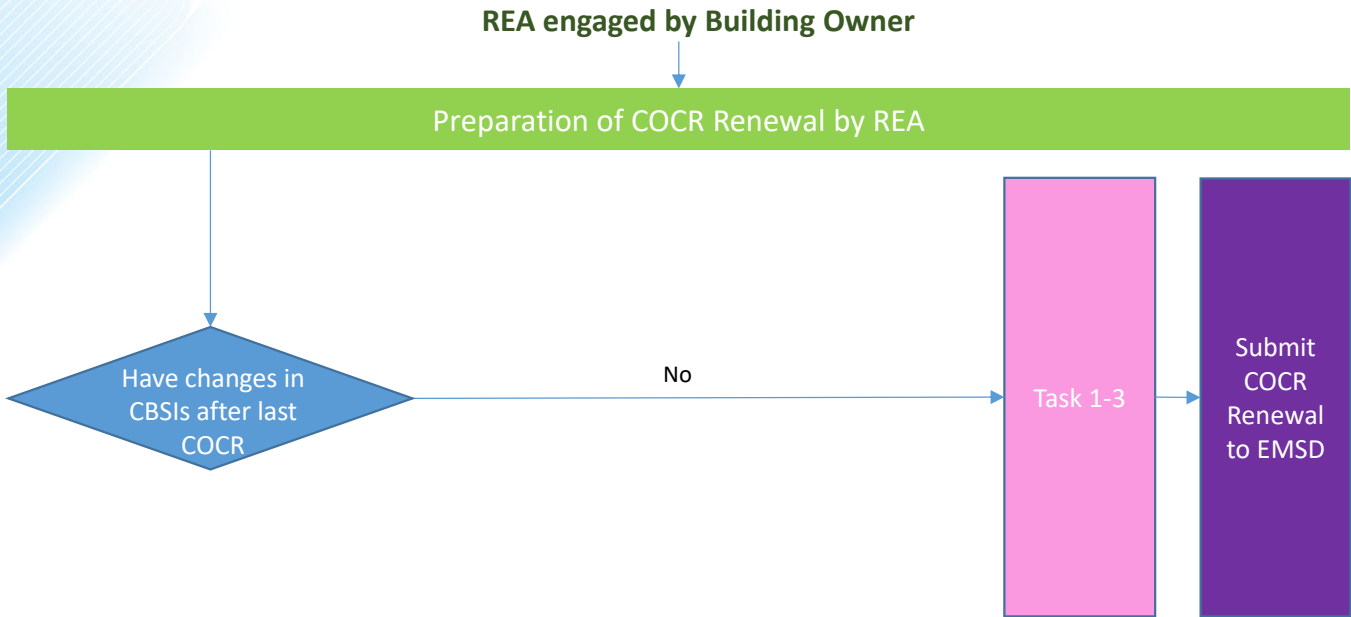 REA engaged by Building Owner
Preparation of COCR Renewal by REA
Have changes in
CBSIs after last
COCR
No
Task 1-3
Submit
COCR
Renewal
to EMSD